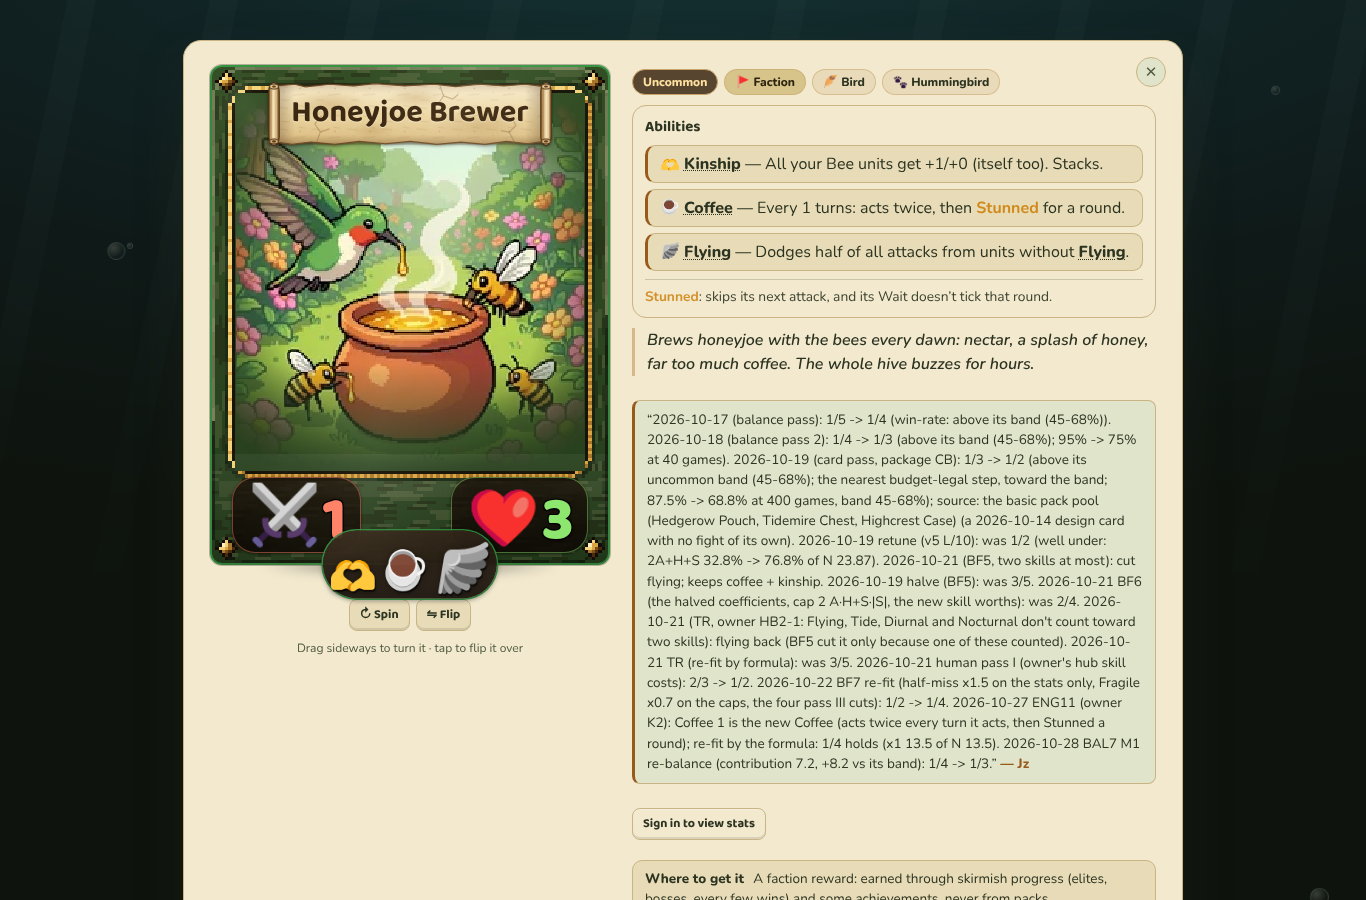 Honeyjoe Brewer
1
3
Spin
Flip
Drag sideways to turn it · tap to flip it over
Uncommon
Faction
Bird
Hummingbird
Abilities
Kinship — All your Bee units get +1/+0 (itself too). Stacks.
Coffee — Every 1 turns: acts twice, then Stunned for a round.
Flying — Dodges half of all attacks from units without Flying.
Stunned: skips its next attack, and its Wait doesn't tick that round.
Brews honeyjoe with the bees every dawn: nectar, a splash of honey,
far too much coffee. The whole hive buzzes for hours.
“2026-10-17 (balance pass): 1/5 -> 1/4 (win-rate: above its band (45-68%)).
2026-10-18 (balance pass 2): 1/4 -> 1/3 (above its band (45-68%); 95% -> 75%
at 40 games). 2026-10-19 (card pass, package CB): 1/3 -> 1/2 (above its
uncommon band (45-68%); the nearest budget-legal step, toward the band;
87.5% -> 68.8% at 400 games, band 45-68%); source: the basic pack pool
(Hedgerow Pouch, Tidemire Chest, Highcrest Case) (a 2026-10-14 design card
with no fight of its own). 2026-10-19 retune (v5 L/10): was 1/2 (well under:
2A+H+S 32.8% -> 76.8% of N 23.87). 2026-10-21 (BF5, two skills at most): cut
flying; keeps coffee + kinship. 2026-10-19 halve (BF5): was 3/5. 2026-10-21 BF6
(the halved coefficients, cap 2 A·H+S·|S|, the new skill worths): was 2/4. 2026-
10-21 (TR, owner HB2-1: Flying, Tide, Diurnal and Nocturnal don't count toward
two skills): flying back (BF5 cut it only because one of these counted). 2026-10-
21 TR (re-fit by formula): was 3/5. 2026-10-21 human pass I (owner's hub skill
costs): 2/3 -> 1/2. 2026-10-22 BF7 re-fit (half-miss x1.5 on the stats only, Fragile
x0.7 on the caps, the four pass III cuts): 1/2 -> 1/4. 2026-10-27 ENG11 (owner
K2): Coffee 1 is the new Coffee (acts twice every turn it acts, then Stunned a
round); re-fit by the formula: 1/4 holds (x1 13.5 of N 13.5). 2026-10-28 BAL7 M1
re-balance (contribution 7.2, +8.2 vs its band): 1/4 -> 1/3.” — Jz
Sign in to view stats
Where to get it A faction reward: earned through skirmish progress (elites,
bosses, every few wins) and some achievements, never from packs.